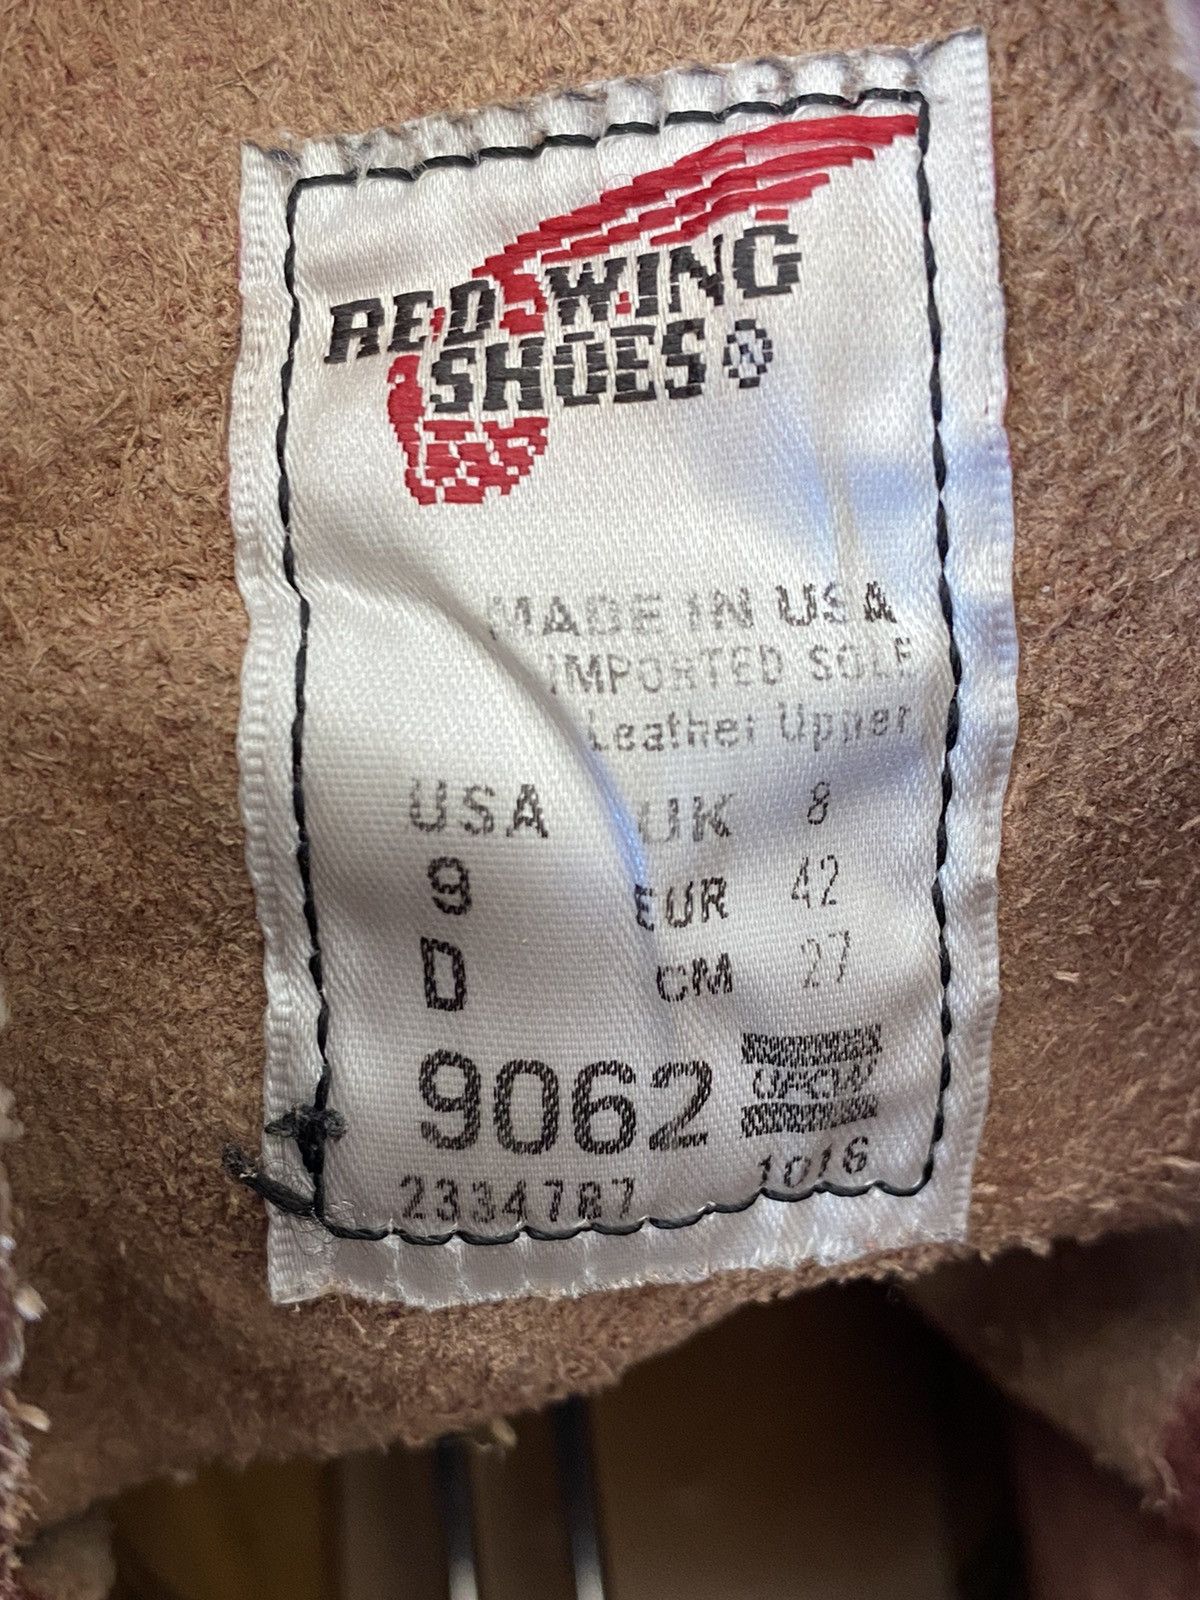 RED WING
SHOES®
MADE IN USA
IMPORTED SOLE
Leather Upper
USA UK 8
9 EUR 42
D CM 27
9062 UFCW
2334787 1016